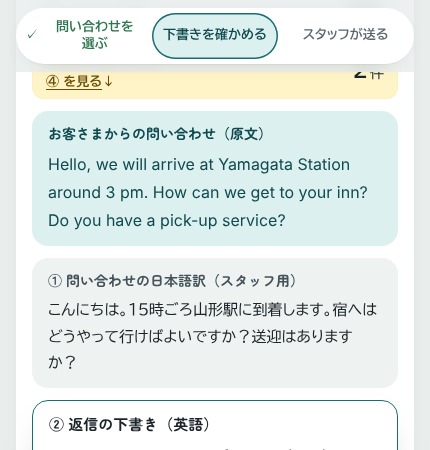 ✓ 問い合わせを
選ぶ
下書きを確かめる
スタッフが送る
④ を見る↓
2件
お客さまからの問い合わせ（原文）
Hello, we will arrive at Yamagata Station
around 3 pm. How can we get to your inn?
Do you have a pick-up service?
① 問い合わせの日本語訳（スタッフ用）
こんにちは。15時ごろ山形駅に到着します。宿へは
どうやって行けばよいですか？送迎はあります
か？
② 返信の下書き（英語）